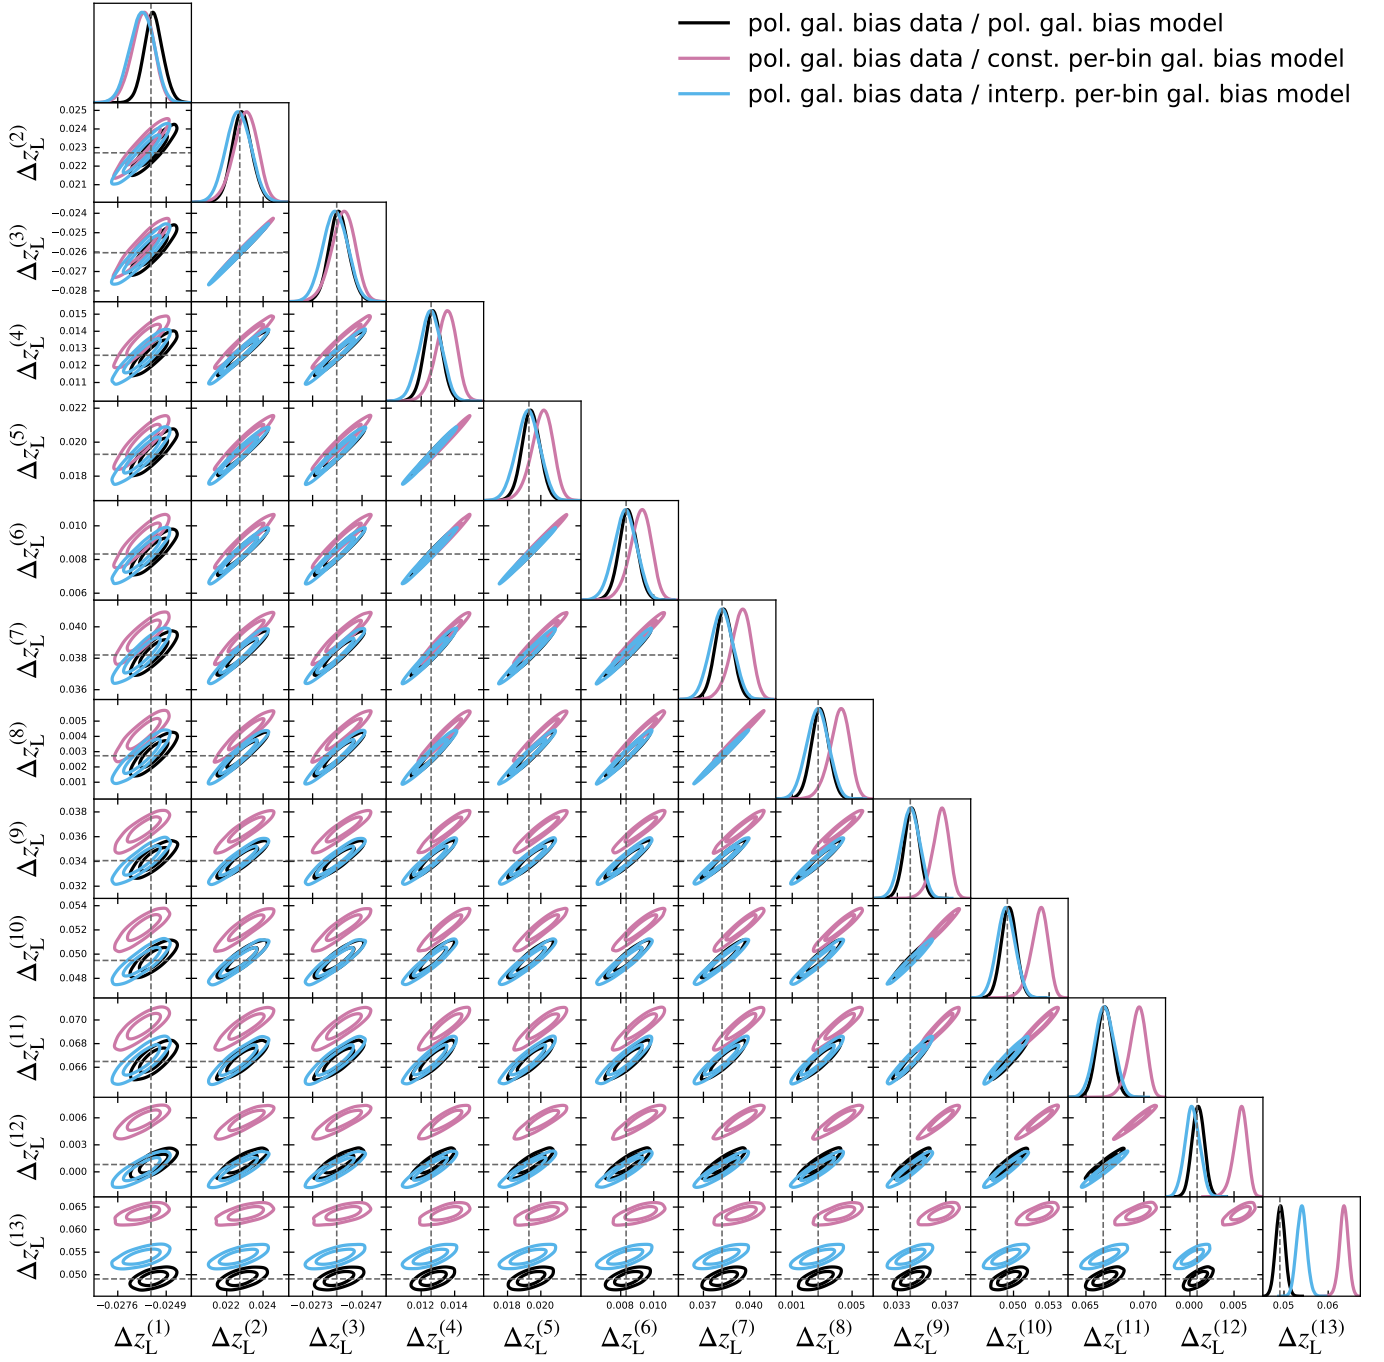 pol. gal. bias data / pol. gal. bias model
pol. gal. bias data / const. per-bin gal. bias model
pol. gal. bias data / interp. per-bin gal. bias model
0.025
0.024
0.023
0.022
0.021
Δz_L^(2)
−0.024
−0.025
−0.026
−0.027
−0.028
Δz_L^(3)
0.015
0.014
0.013
0.012
0.011
Δz_L^(4)
0.022
0.020
0.018
Δz_L^(5)
0.010
0.008
0.006
Δz_L^(6)
0.040
0.038
0.036
Δz_L^(7)
0.005
0.004
0.003
0.002
0.001
Δz_L^(8)
0.038
0.036
0.034
0.032
Δz_L^(9)
0.054
0.052
0.050
0.048
Δz_L^(10)
0.070
0.068
0.066
Δz_L^(11)
0.006
0.003
0.000
Δz_L^(12)
0.065
0.060
0.055
0.050
Δz_L^(13)
−0.0276 −0.0249 0.022 0.024 −0.0273 −0.0247 0.012 0.014 0.018 0.020 0.008 0.010 0.037 0.040 0.001 0.005 0.033 0.037 0.050 0.053 0.065 0.070 0.000 0.005 0.05 0.06
Δz_L^(1) Δz_L^(2) Δz_L^(3) Δz_L^(4) Δz_L^(5) Δz_L^(6) Δz_L^(7) Δz_L^(8) Δz_L^(9) Δz_L^(10) Δz_L^(11) Δz_L^(12) Δz_L^(13)